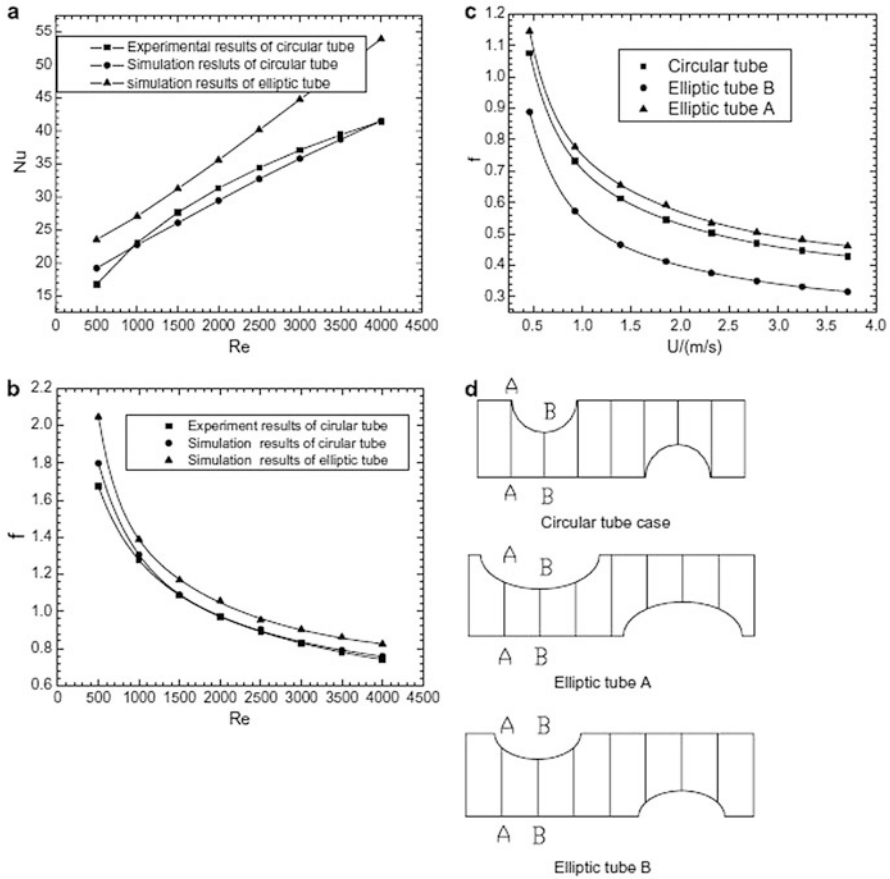 a
55
50
45
40
35
30
25
20
15
Nu
Experimental results of circular tube
Simulation resluts of circular tube
simulation results of elliptic tube
0 500 1000 1500 2000 2500 3000 3500 4000 4500
Re
b
2.2
2.0
1.8
1.6
1.4
1.2
1.0
0.8
0.6
f
Experiment results of cirular tube
Simulation results of cirular tube
Simulation results of elliptic tube
0 500 1000 1500 2000 2500 3000 3500 4000 4500
Re
c
1.2
1.1
1.0
0.9
0.8
0.7
0.6
0.5
0.4
0.3
f
Circular tube
Elliptic tube B
Elliptic tube A
0.5 1.0 1.5 2.0 2.5 3.0 3.5 4.0
U/(m/s)
d
A
B
A B
Circular tube case
A
B
A B
Elliptic tube A
A B
A B
Elliptic tube B